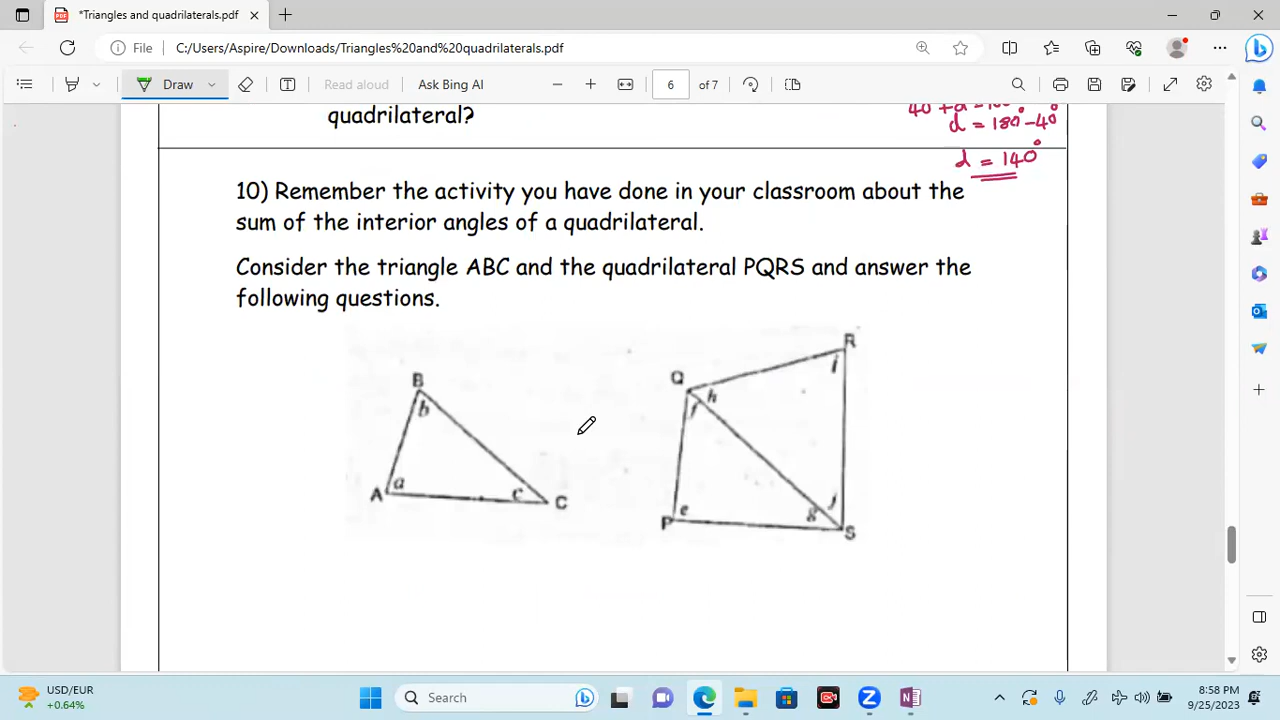 *Triangles and quadrilaterals.pdf
File
C:/Users/Aspire/Downloads/Triangles%20and%20quadrilaterals.pdf
Draw
Read aloud
Ask Bing AI
6 of 7
quadrilateral?
d = 180° - 40°
d = 140°
10) Remember the activity you have done in your classroom about the
sum of the interior angles of a quadrilateral.
Consider the triangle ABC and the quadrilateral PQRS and answer the
following questions.
R
i
B
Q
b
h
f
A
a
c
C
P
e
g
j
S
USD/EUR
+0.64%
Search
8:58 PM
9/25/2023